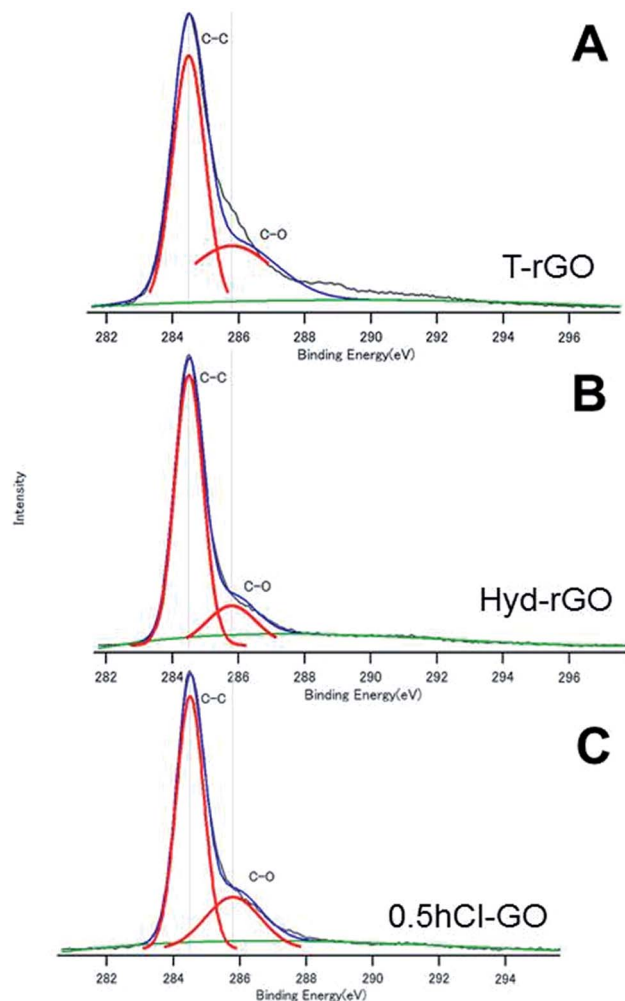 A
C-C
C-O
T-rGO
282 284 286 288 290 292 294 296
Binding Energy(eV)
B
C-C
C-O
Hyd-rGO
Intensity
282 284 286 288 290 292 294 296
Binding Energy(eV)
C
C-C
C-O
0.5hCl-GO
282 284 286 288 290 292 294
Binding Energy(eV)